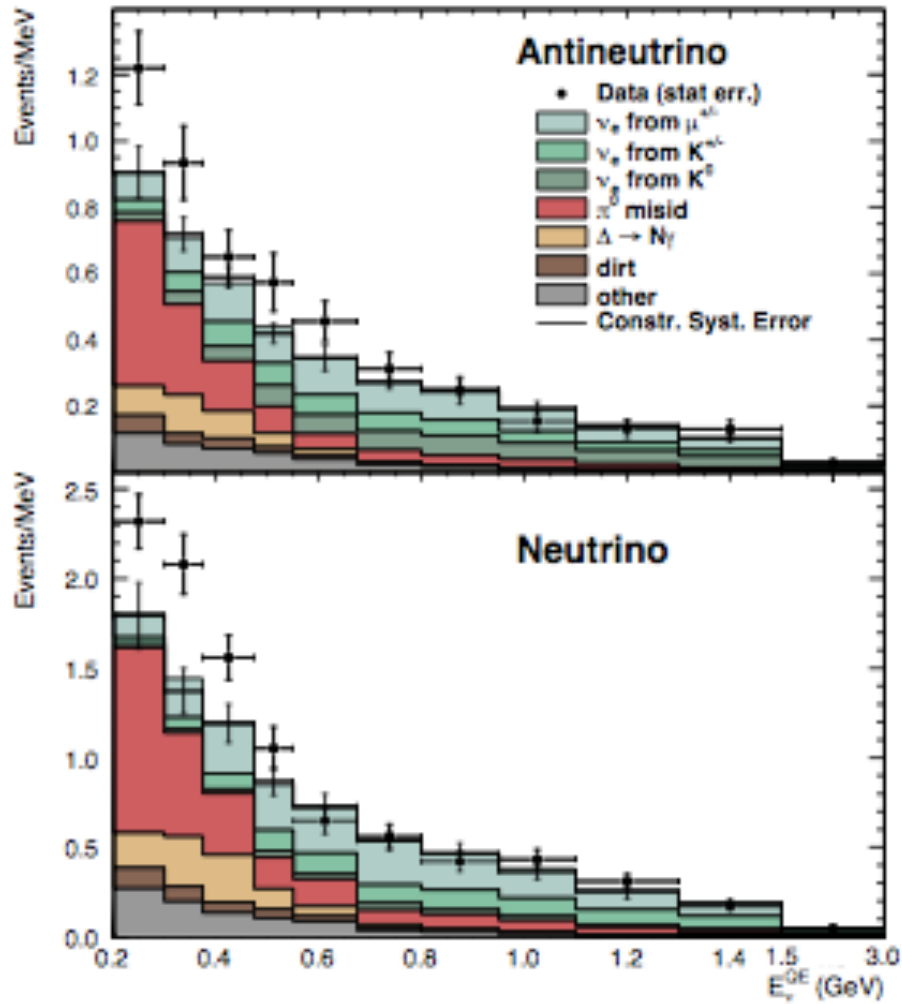 Events/MeV
Antineutrino
Data (stat err.)
νe from μ+/-
νe from K+/-
νe from K0
π0 misid
Δ → Nγ
dirt
other
Constr. Syst. Error
1.2
1.0
0.8
0.6
0.4
0.2
Events/MeV
Neutrino
2.5
2.0
1.5
1.0
0.5
0.0
0.2 0.4 0.6 0.8 1.0 1.2 1.4 1.5 3.0
EνQE (GeV)